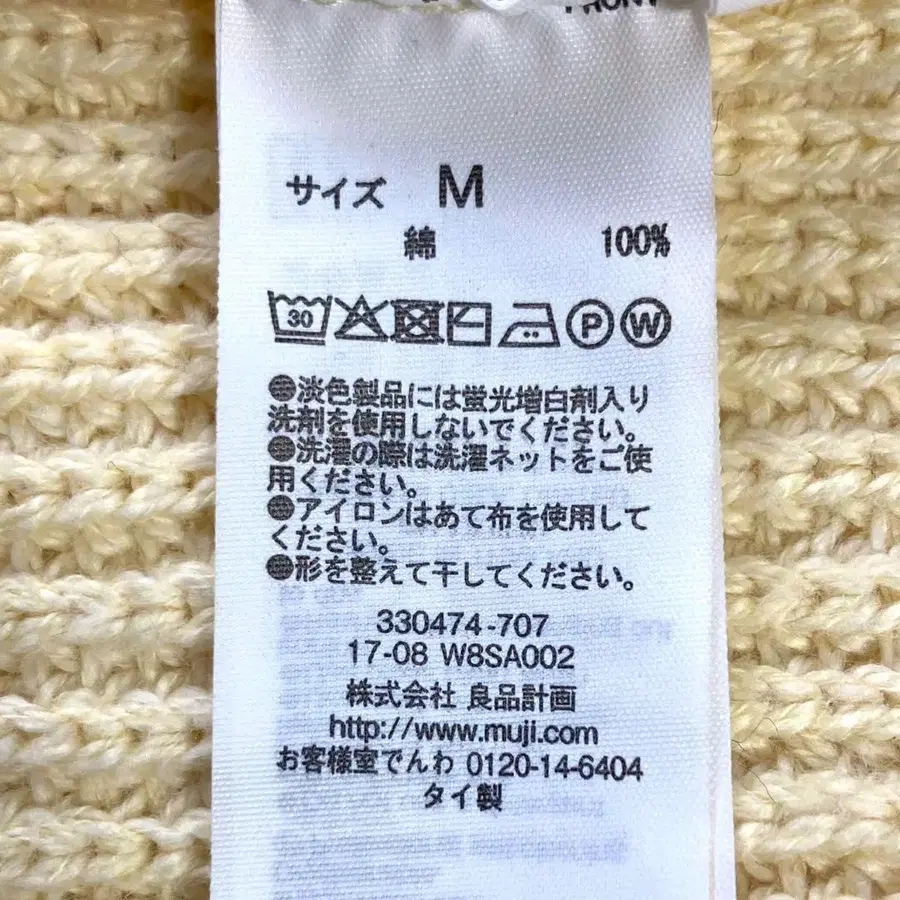 サイズ M
綿 100%
30 P W
●淡色製品には蛍光増白剤入り
洗剤を使用しないでください。
●洗濯の際は洗濯ネットをご使
用ください。
●アイロンはあて布を使用して
ください。
●形を整えて干してください。
330474-707
17-08 W8SA002
株式会社 良品計画
http://www.muji.com
お客様室でんわ 0120-14-6404
タイ製